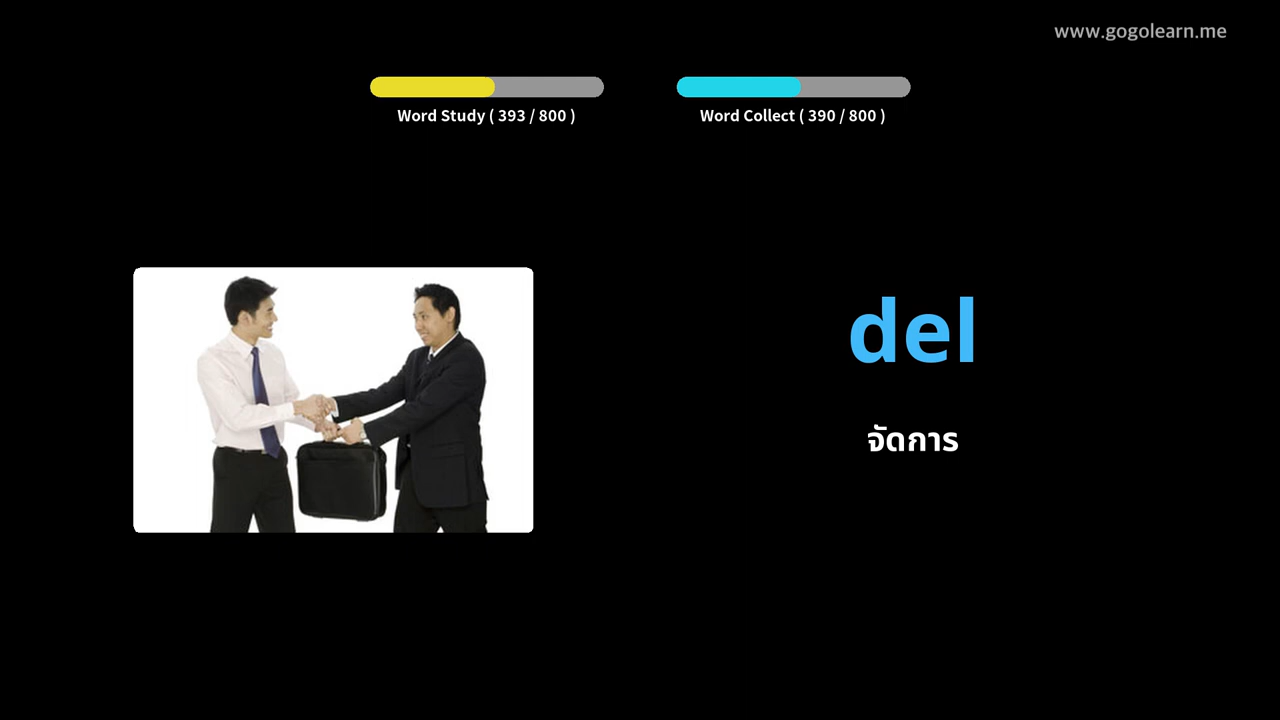 www.gogolearn.me
Word Study ( 393 / 800 )
Word Collect ( 390 / 800 )
del
จัดการ